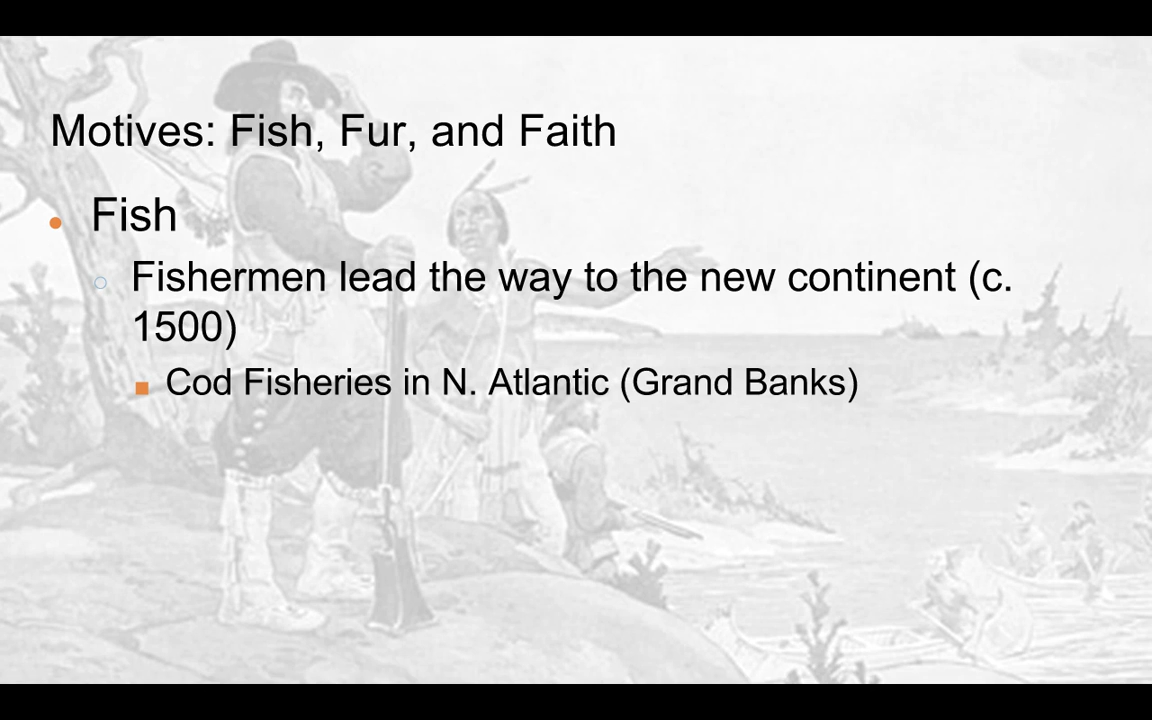 Motives: Fish, Fur, and Faith
Fish
Fishermen lead the way to the new continent (c.
1500)
Cod Fisheries in N. Atlantic (Grand Banks)